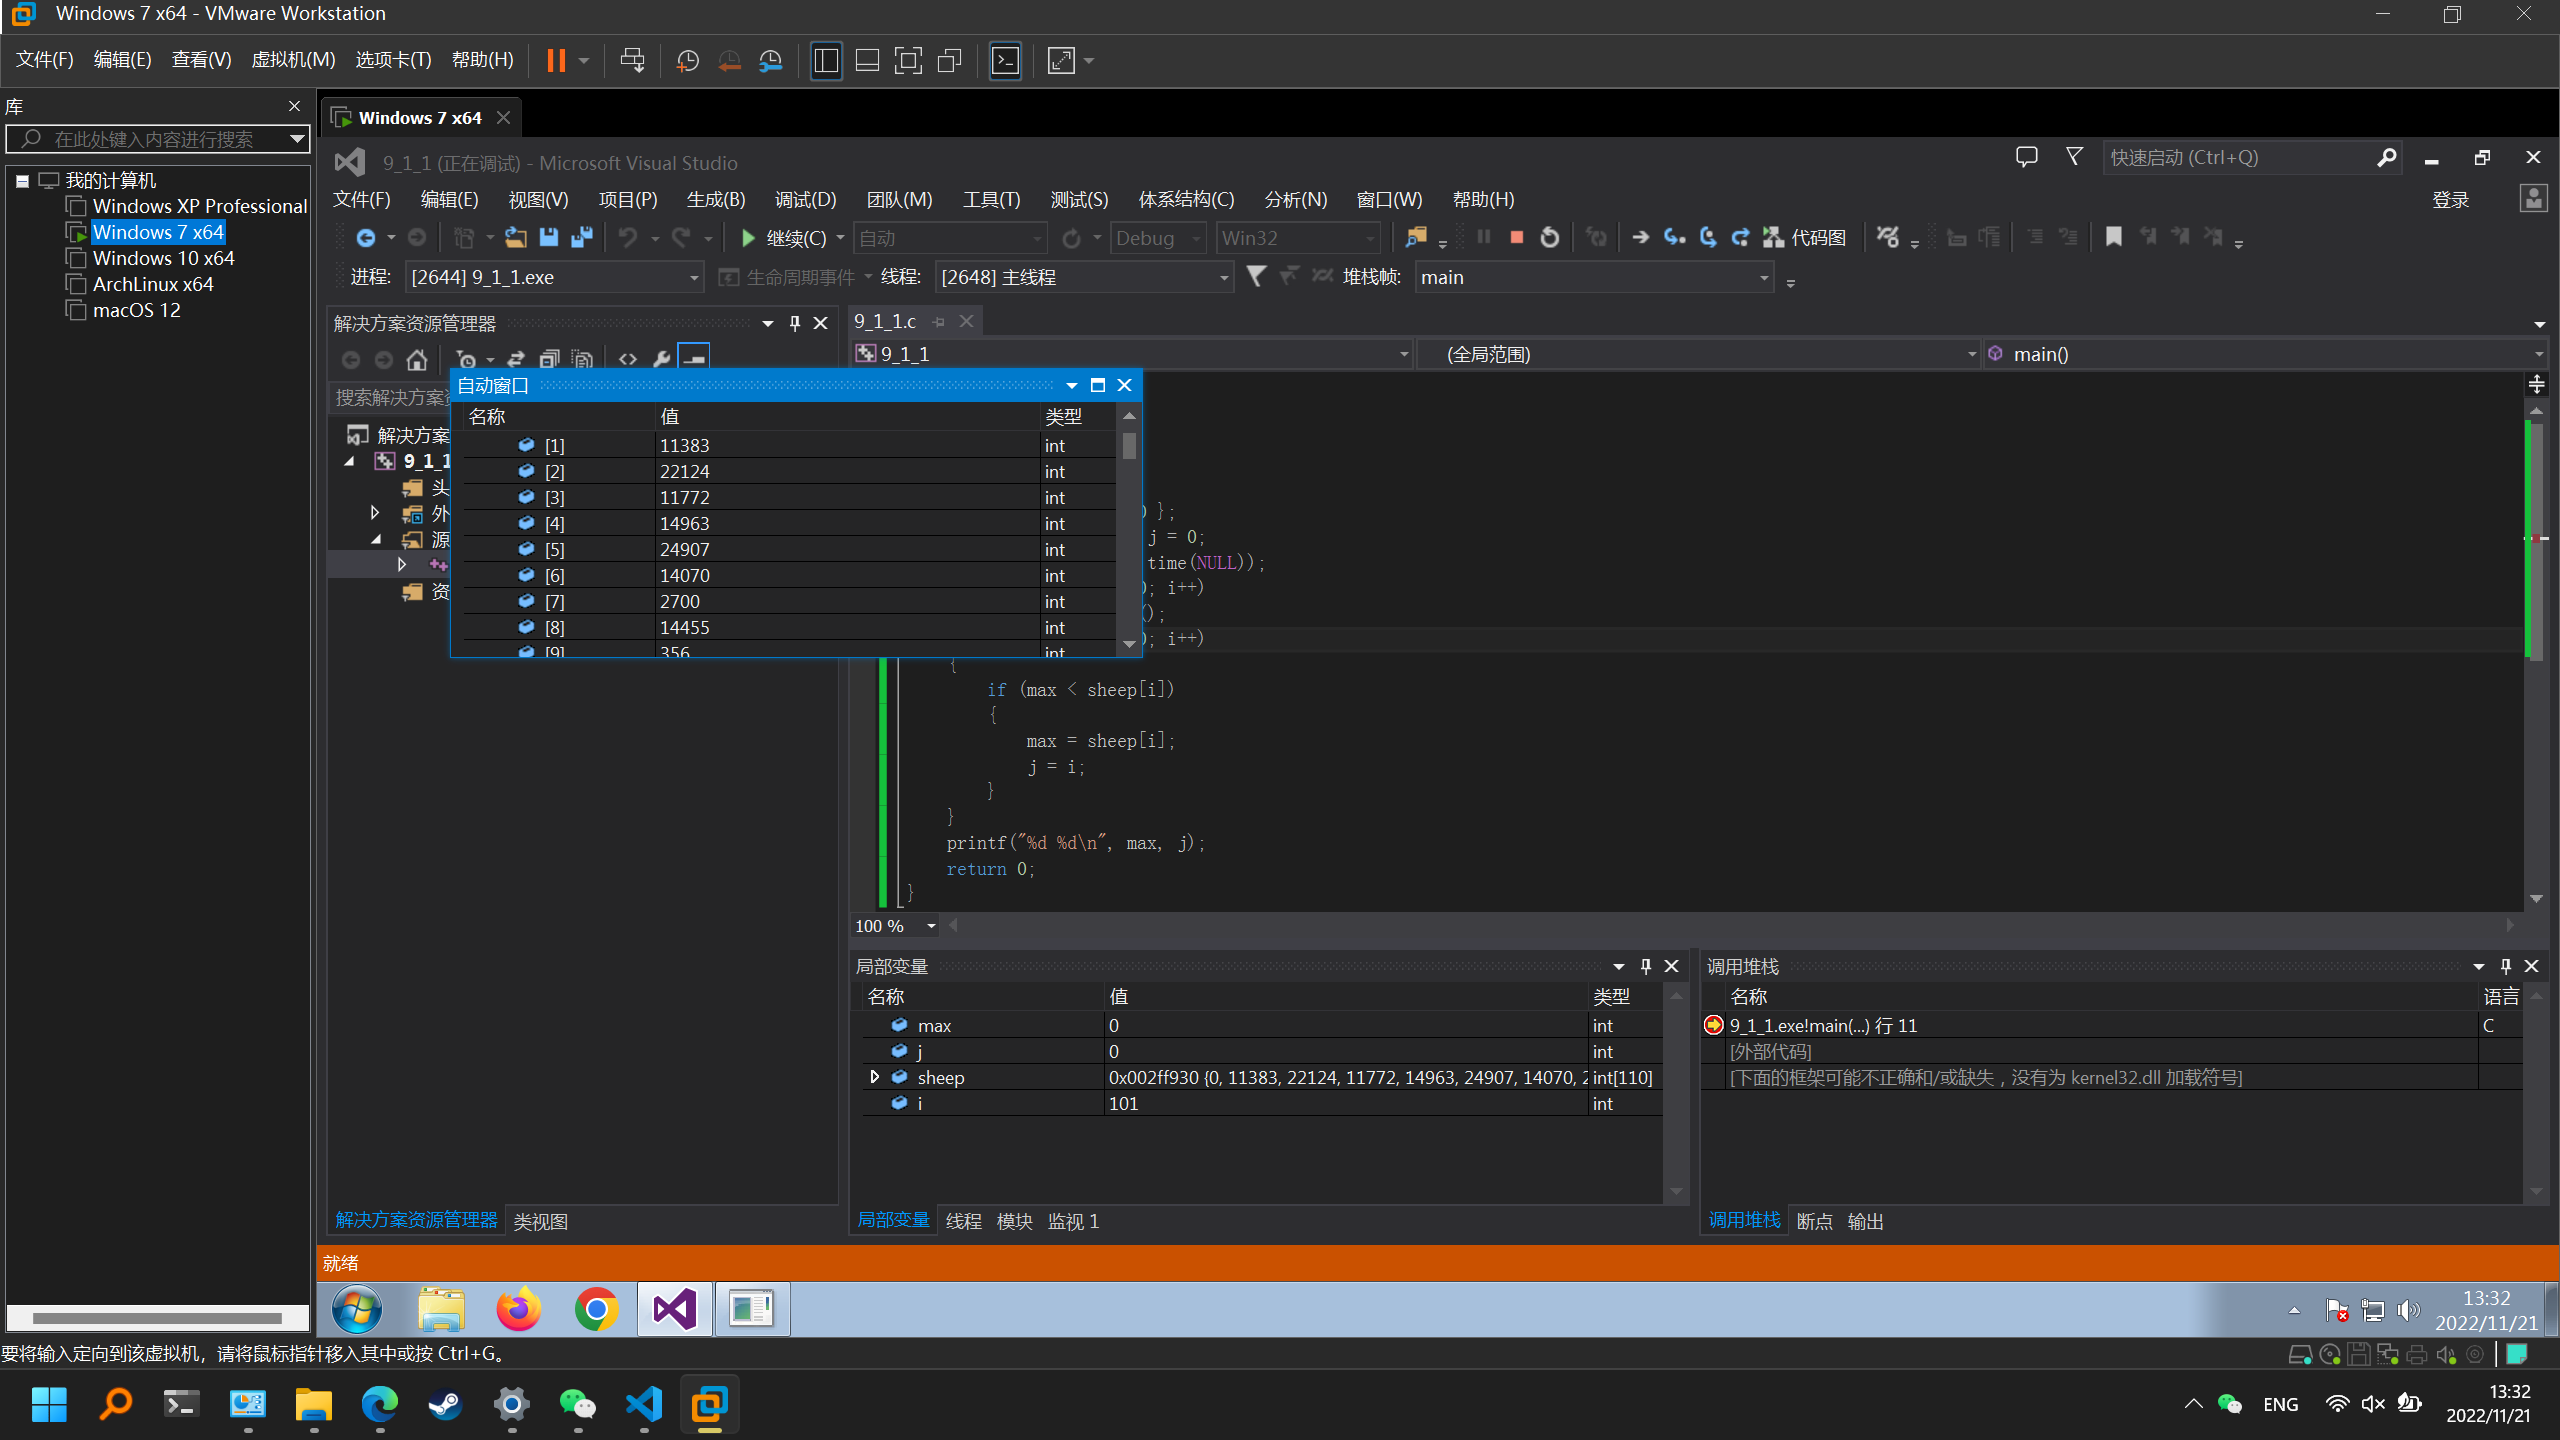 Windows 7 x64 - VMware Workstation
文件(F) 编辑(E) 查看(V) 虚拟机(M) 选项卡(T) 帮助(H)
库
在此处键入内容进行搜索
我的计算机
Windows XP Professional
Windows 7 x64
Windows 10 x64
ArchLinux x64
macOS 12
Windows 7 x64
9_1_1 (正在调试) - Microsoft Visual Studio
快速启动 (Ctrl+Q)
文件(F) 编辑(E) 视图(V) 项目(P) 生成(B) 调试(D) 团队(M) 工具(T) 测试(S) 体系结构(C) 分析(N) 窗口(W) 帮助(H)
登录
继续(C) 自动 Debug Win32 代码图
进程: [2644] 9_1_1.exe 生命周期事件 线程: [2648] 主线程 堆栈帧: main
解决方案资源管理器
搜索解决方案资
解决方案
9_1_1
头
外
源
资
自动窗口
名称 值 类型
[1] 11383 int
[2] 22124 int
[3] 11772 int
[4] 14963 int
[5] 24907 int
[6] 14070 int
[7] 2700 int
[8] 14455 int
[9] 356 int
9_1_1.c
9_1_1 (全局范围) main()
};
j = 0;
time(NULL));
; i++)
();
; i++)
{
if (max < sheep[i])
{
max = sheep[i];
j = i;
}
}
printf("%d %d\n", max, j);
return 0;
}
100 %
局部变量
名称 值 类型
max 0 int
j 0 int
sheep 0x002ff930 {0, 11383, 22124, 11772, 14963, 24907, 14070, 2 int[110]
i 101 int
调用堆栈
名称 语言
9_1_1.exe!main(...) 行 11 C
[外部代码]
[下面的框架可能不正确和/或缺失，没有为 kernel32.dll 加载符号]
解决方案资源管理器 类视图
局部变量 线程 模块 监视 1
调用堆栈 断点 输出
就绪
13:32
2022/11/21
要将输入定向到该虚拟机，请将鼠标指针移入其中或按 Ctrl+G。
ENG
13:32
2022/11/21